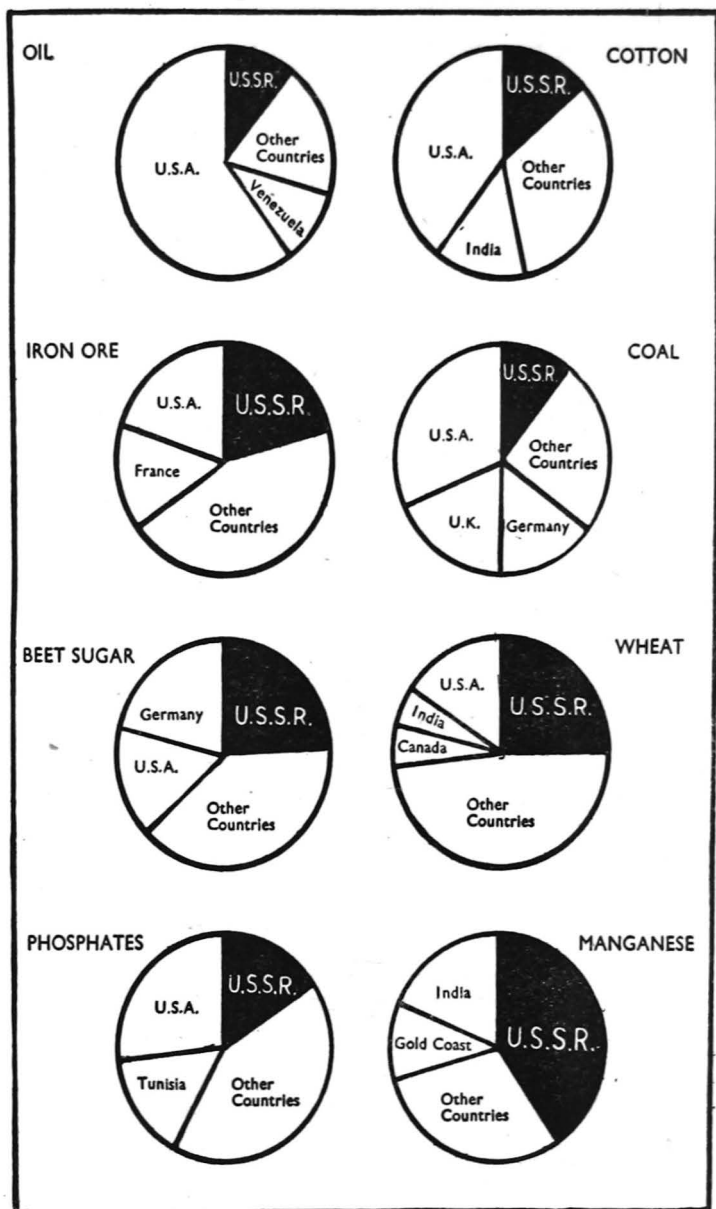 OIL
U.S.S.R.
Other
Countries
Venezuela
U.S.A.
COTTON
U.S.S.R.
Other
Countries
India
U.S.A.
IRON ORE
U.S.S.R.
Other
Countries
France
U.S.A.
COAL
U.S.S.R.
Other
Countries
Germany
U.K.
U.S.A.
BEET SUGAR
U.S.S.R.
Other
Countries
U.S.A.
Germany
WHEAT
U.S.S.R.
Other
Countries
Canada
India
U.S.A.
PHOSPHATES
U.S.S.R.
Other
Countries
Tunisia
U.S.A.
MANGANESE
U.S.S.R.
Other
Countries
Gold Coast
India